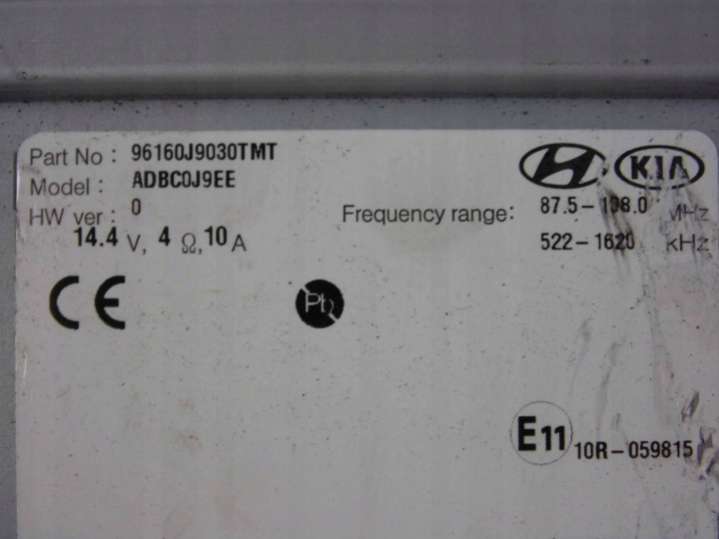 Part No : 96160J9030TMT
Model : ADBC0J9EE
HW ver : 0
14.4 V, 4 Ω, 10 A
KIA
Frequency range: 87.5-108.0 MHz
522-1620 kHz
CE
Pb
E11 10R-059815